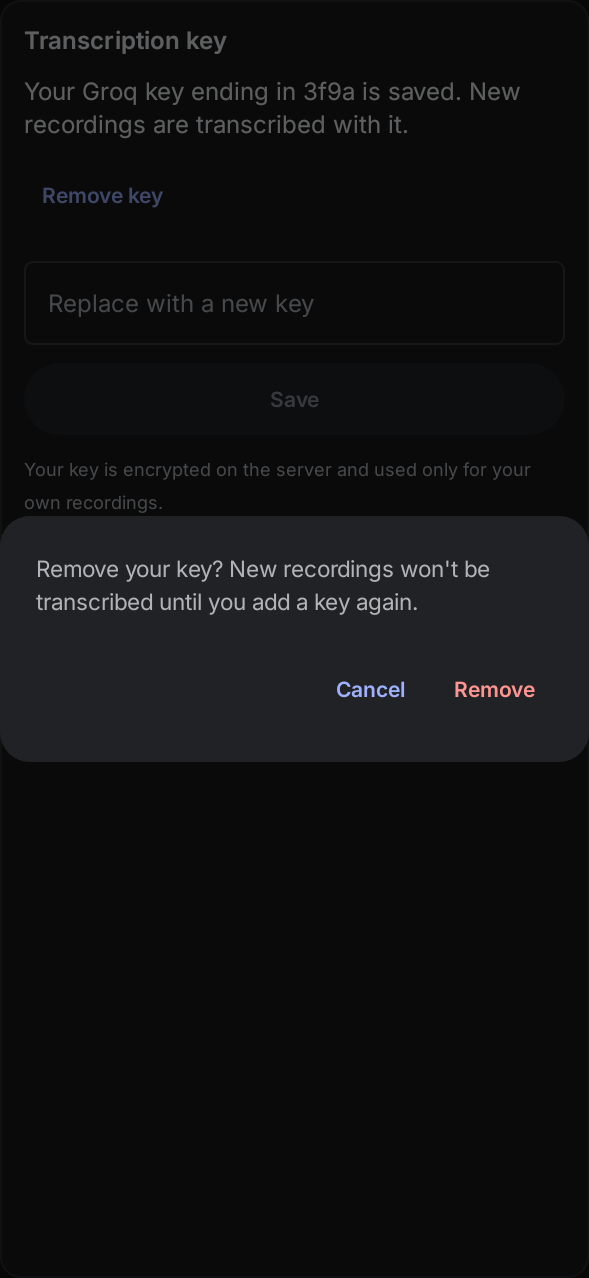 Transcription key
Your Groq key ending in 3f9a is saved. New
recordings are transcribed with it.
Remove key
Replace with a new key
Save
Your key is encrypted on the server and used only for your
own recordings.
Remove your key? New recordings won't be
transcribed until you add a key again.
Cancel Remove